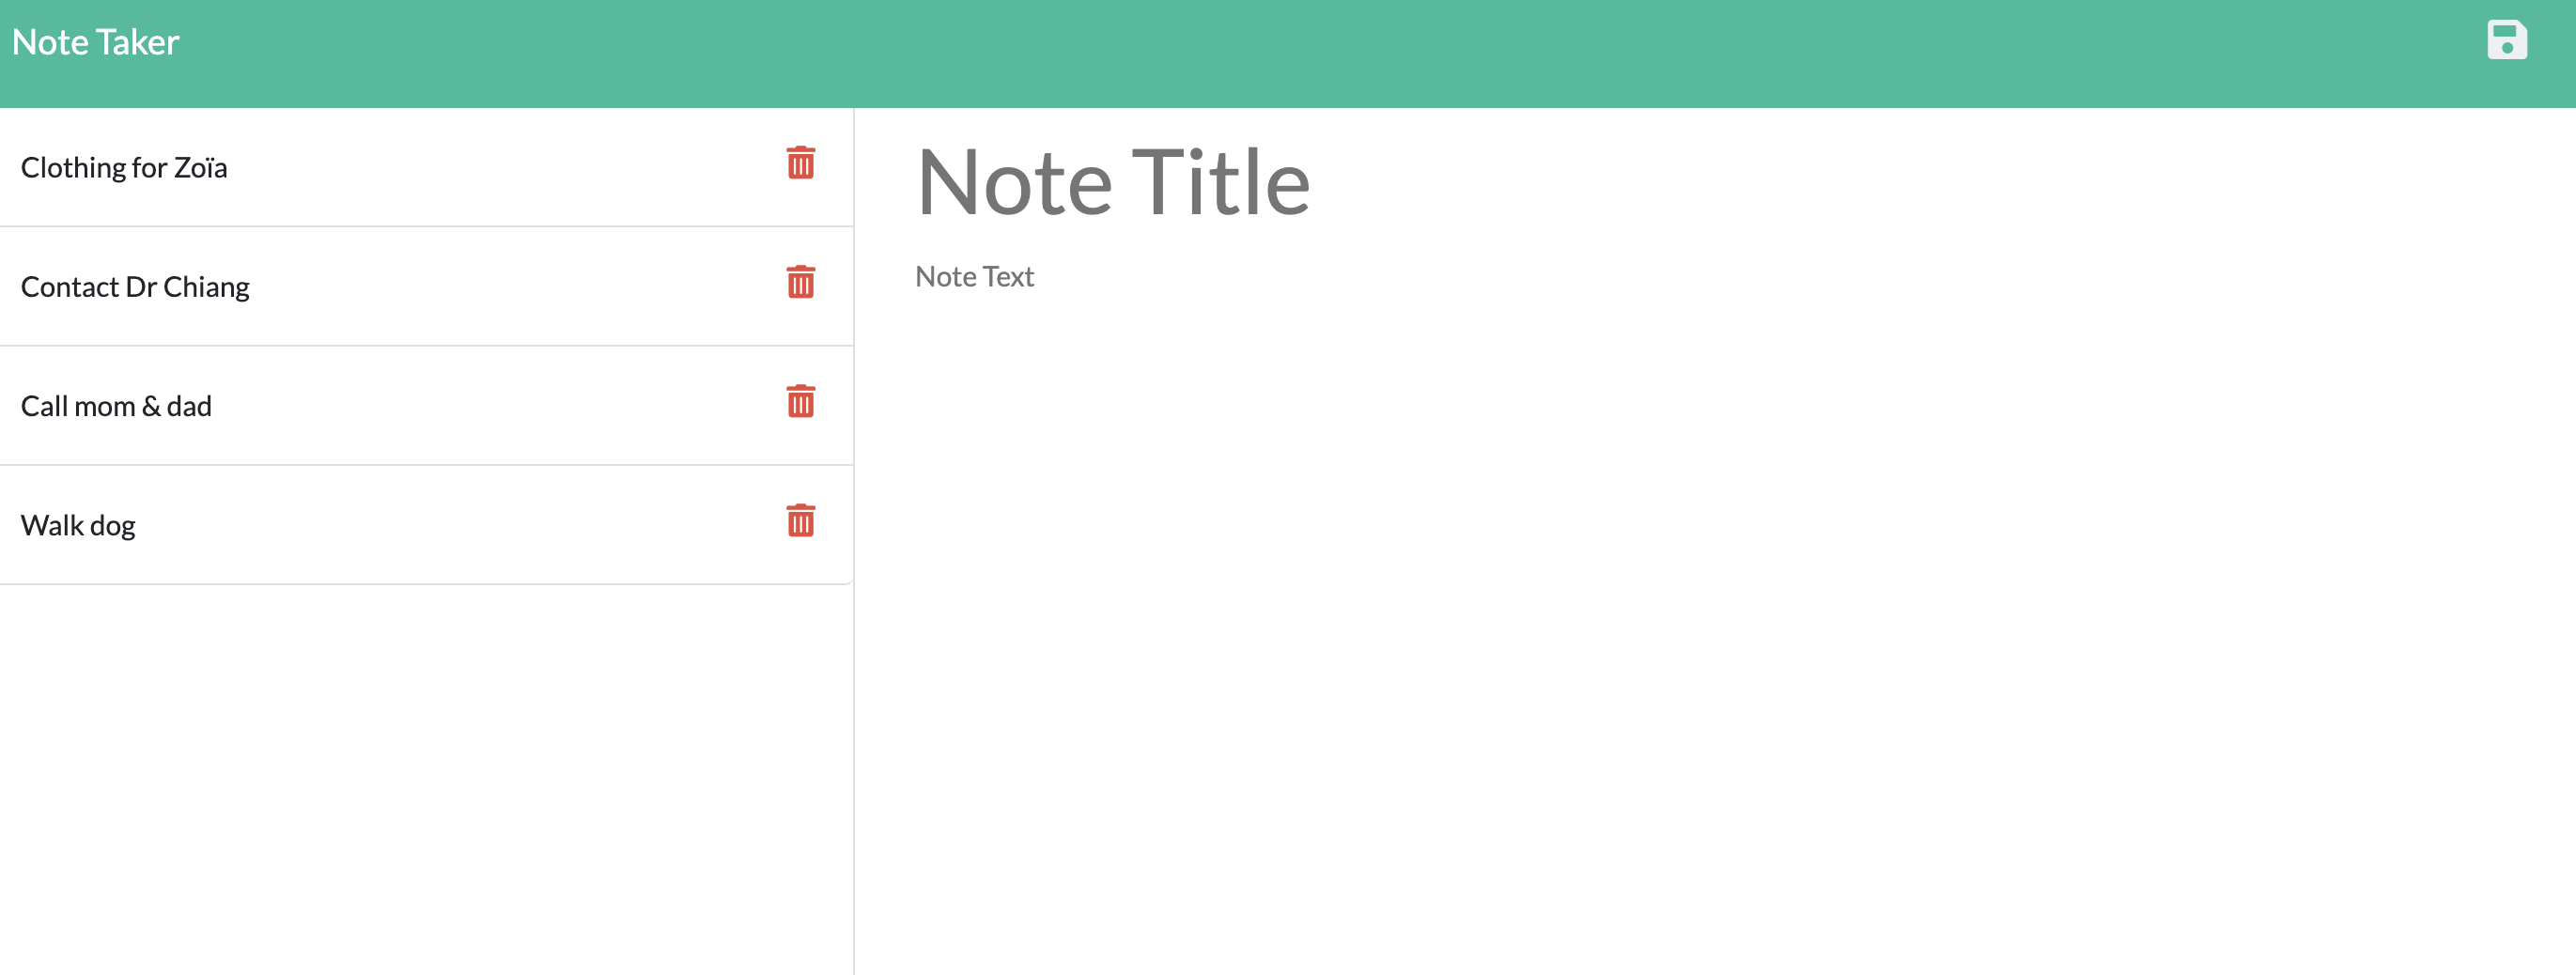 Note Taker
Clothing for Zoïa
Contact Dr Chiang
Call mom & dad
Walk dog
Note Title
Note Text